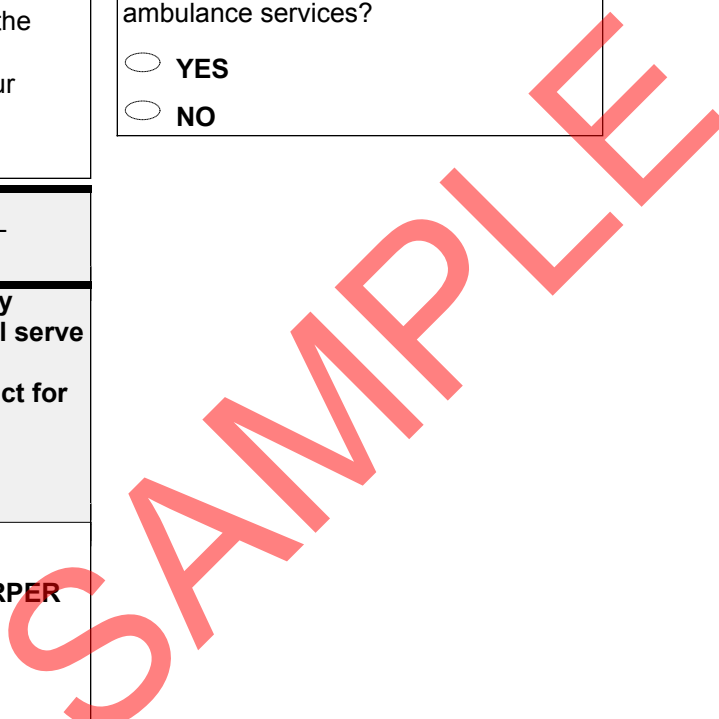 the
ur
y
l serve
ct for
RPER
ambulance services?
YES
NO
SAMPLE